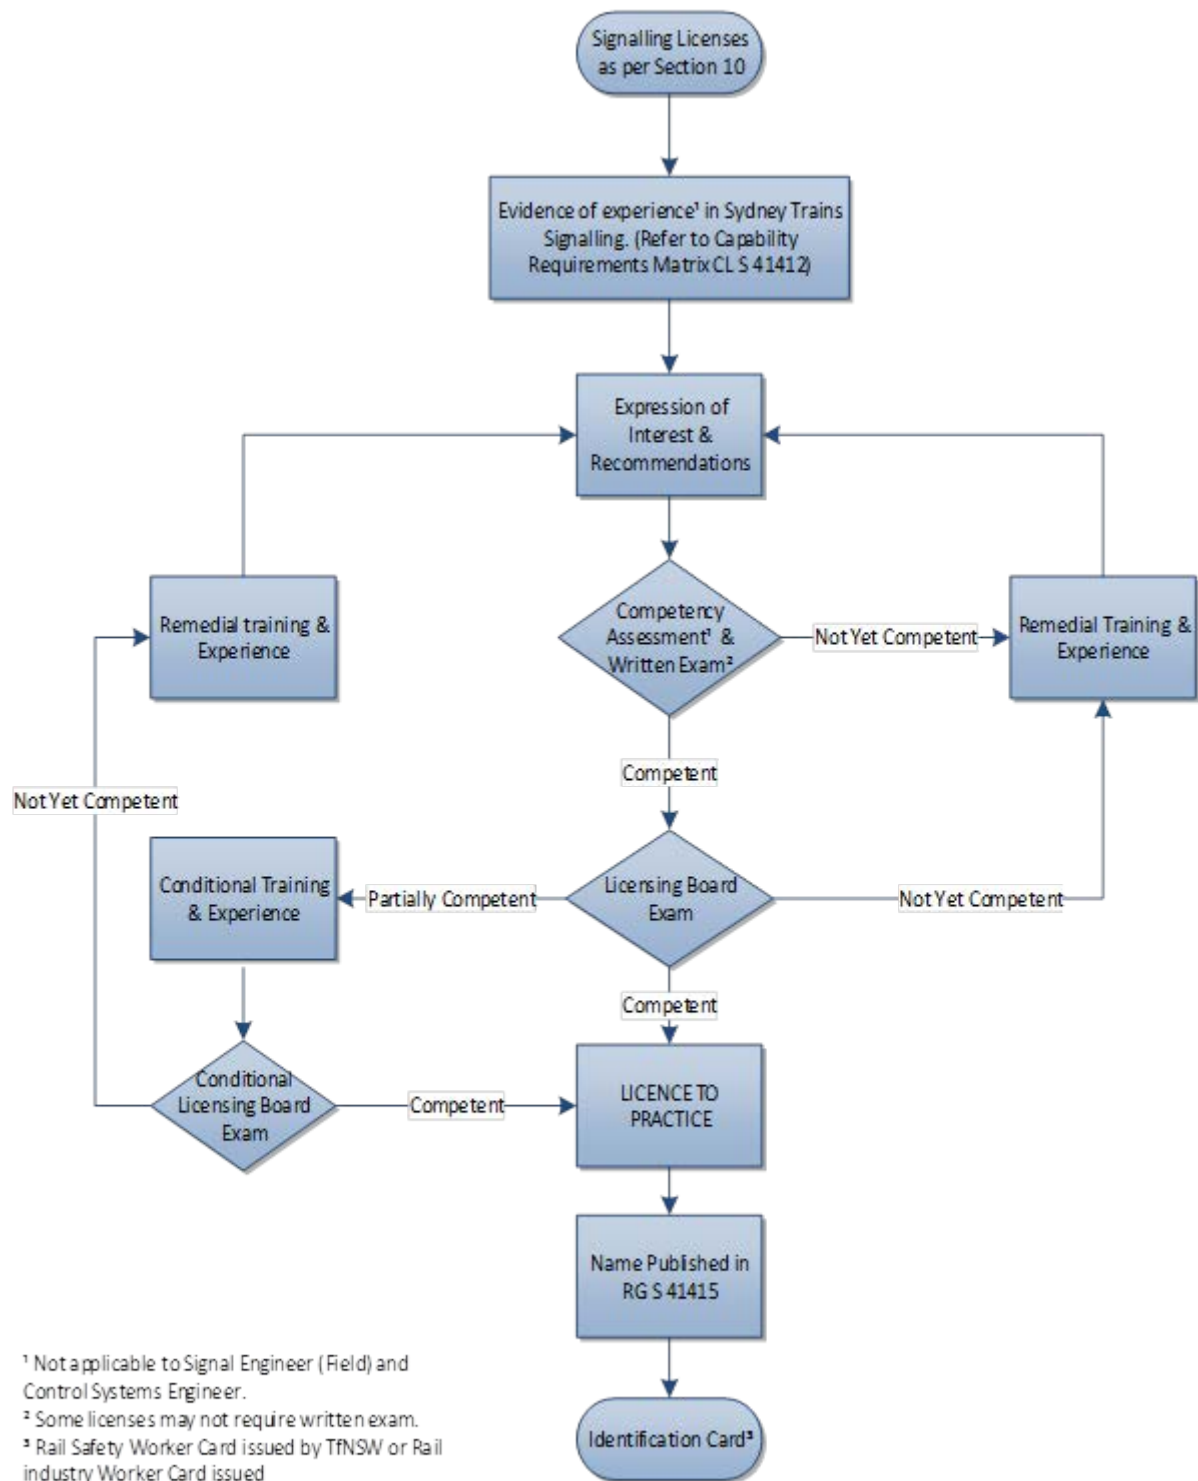 Signalling Licenses
as per Section 10
Evidence of experience¹ in Sydney Trains
Signalling. (Refer to Capability
Requirements Matrix CL S 41412)
Expression of
Interest &
Recommendations
Remedial training &
Experience
Competency
Assessment¹ &
Written Exam²
Not Yet Competent
Remedial Training &
Experience
Competent
Not Yet Competent
Conditional Training
& Experience
Partially Competent
Licensing Board
Exam
Not Yet Competent
Competent
Conditional
Licensing Board
Exam
Competent
LICENCE TO
PRACTICE
Name Published in
RG S 41415
¹ Not applicable to Signal Engineer (Field) and
Control Systems Engineer.
² Some licenses may not require written exam.
³ Rail Safety Worker Card issued by TfNSW or Rail
industry Worker Card issued
Identification Card³